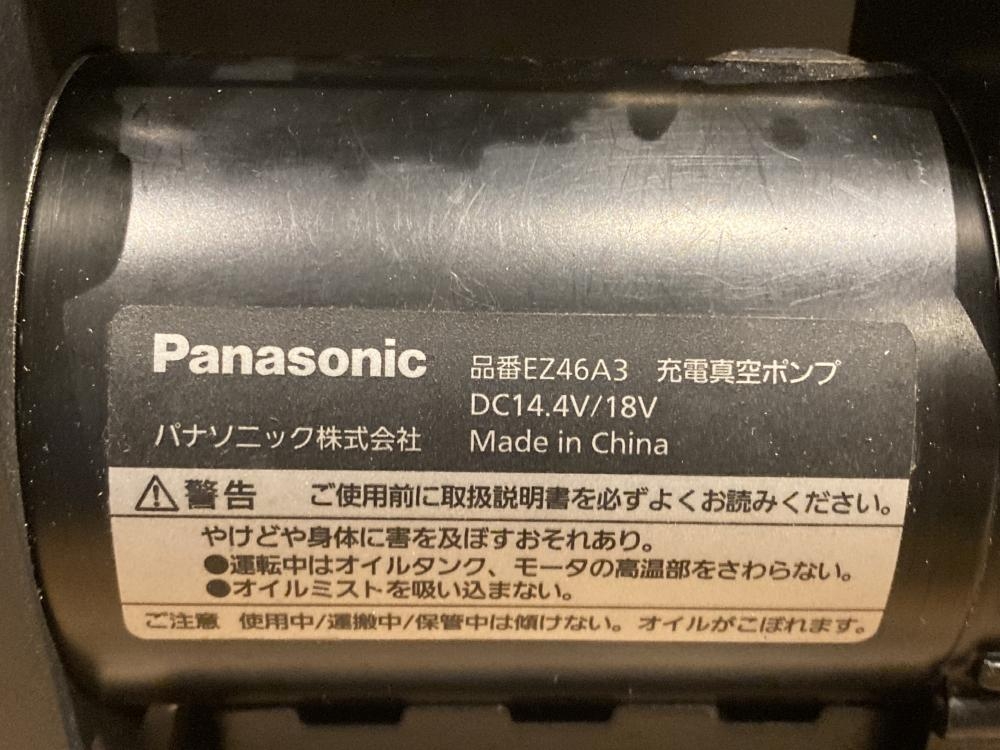 Panasonic
品番EZ46A3 充電真空ポンプ
DC14.4V/18V
パナソニック株式会社
Made in China
警告 ご使用前に取扱説明書を必ずよくお読みください。
やけどや身体に害を及ぼすおそれあり。
●運転中はオイルタンク、モータの高温部をさわらない。
●オイルミストを吸い込まない。
ご注意 使用中/運搬中/保管中は傾けない。オイルがこぼれます。